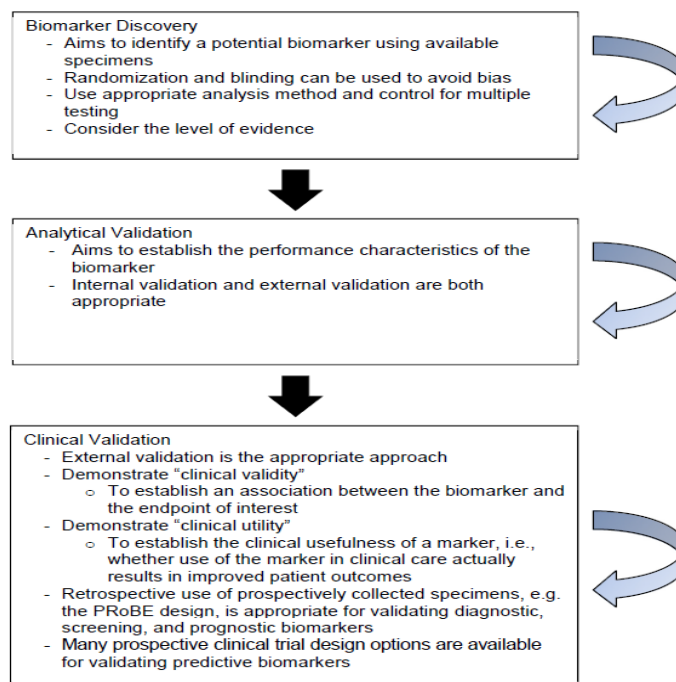 Biomarker Discovery
- Aims to identify a potential biomarker using available
specimens
- Randomization and blinding can be used to avoid bias
- Use appropriate analysis method and control for multiple
testing
- Consider the level of evidence
Analytical Validation
- Aims to establish the performance characteristics of the
biomarker
- Internal validation and external validation are both
appropriate
Clinical Validation
- External validation is the appropriate approach
- Demonstrate “clinical validity”
o To establish an association between the biomarker and
the endpoint of interest
- Demonstrate “clinical utility”
o To establish the clinical usefulness of a marker, i.e.,
whether use of the marker in clinical care actually
results in improved patient outcomes
- Retrospective use of prospectively collected specimens, e.g.
the PRoBE design, is appropriate for validating diagnostic,
screening, and prognostic biomarkers
- Many prospective clinical trial design options are available
for validating predictive biomarkers